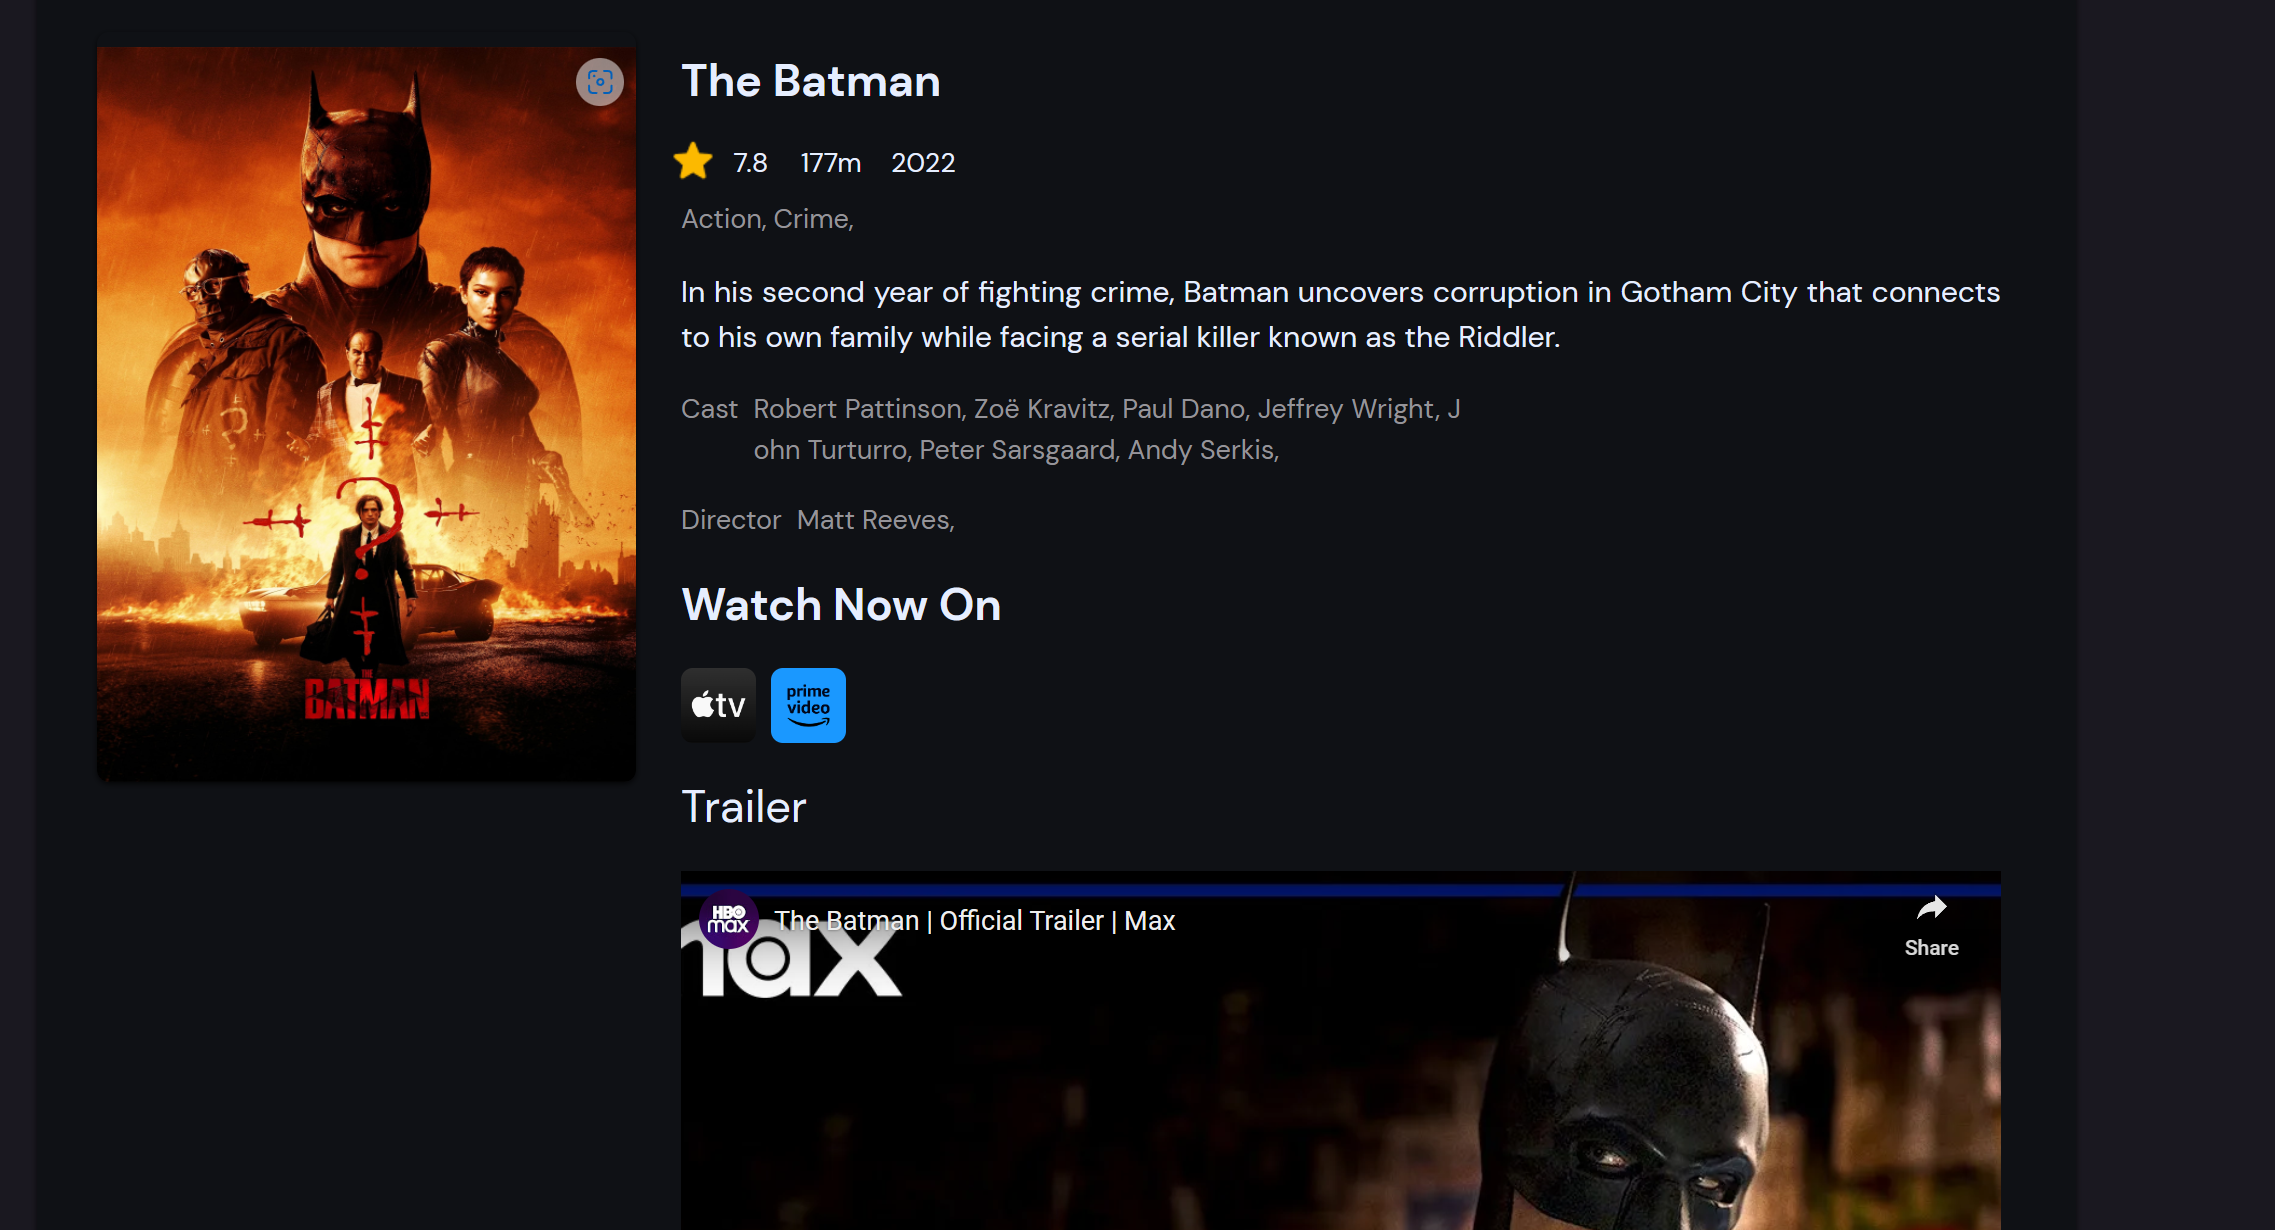 The Batman
7.8 177m 2022
Action, Crime,
In his second year of fighting crime, Batman uncovers corruption in Gotham City that connects
to his own family while facing a serial killer known as the Riddler.
Cast Robert Pattinson, Zoë Kravitz, Paul Dano, Jeffrey Wright, J
ohn Turturro, Peter Sarsgaard, Andy Serkis,
Director Matt Reeves,
Watch Now On
tv
prime
video
Trailer
HBO
max
The Batman | Official Trailer | Max
Share
max
?
?
THE
BATMAN